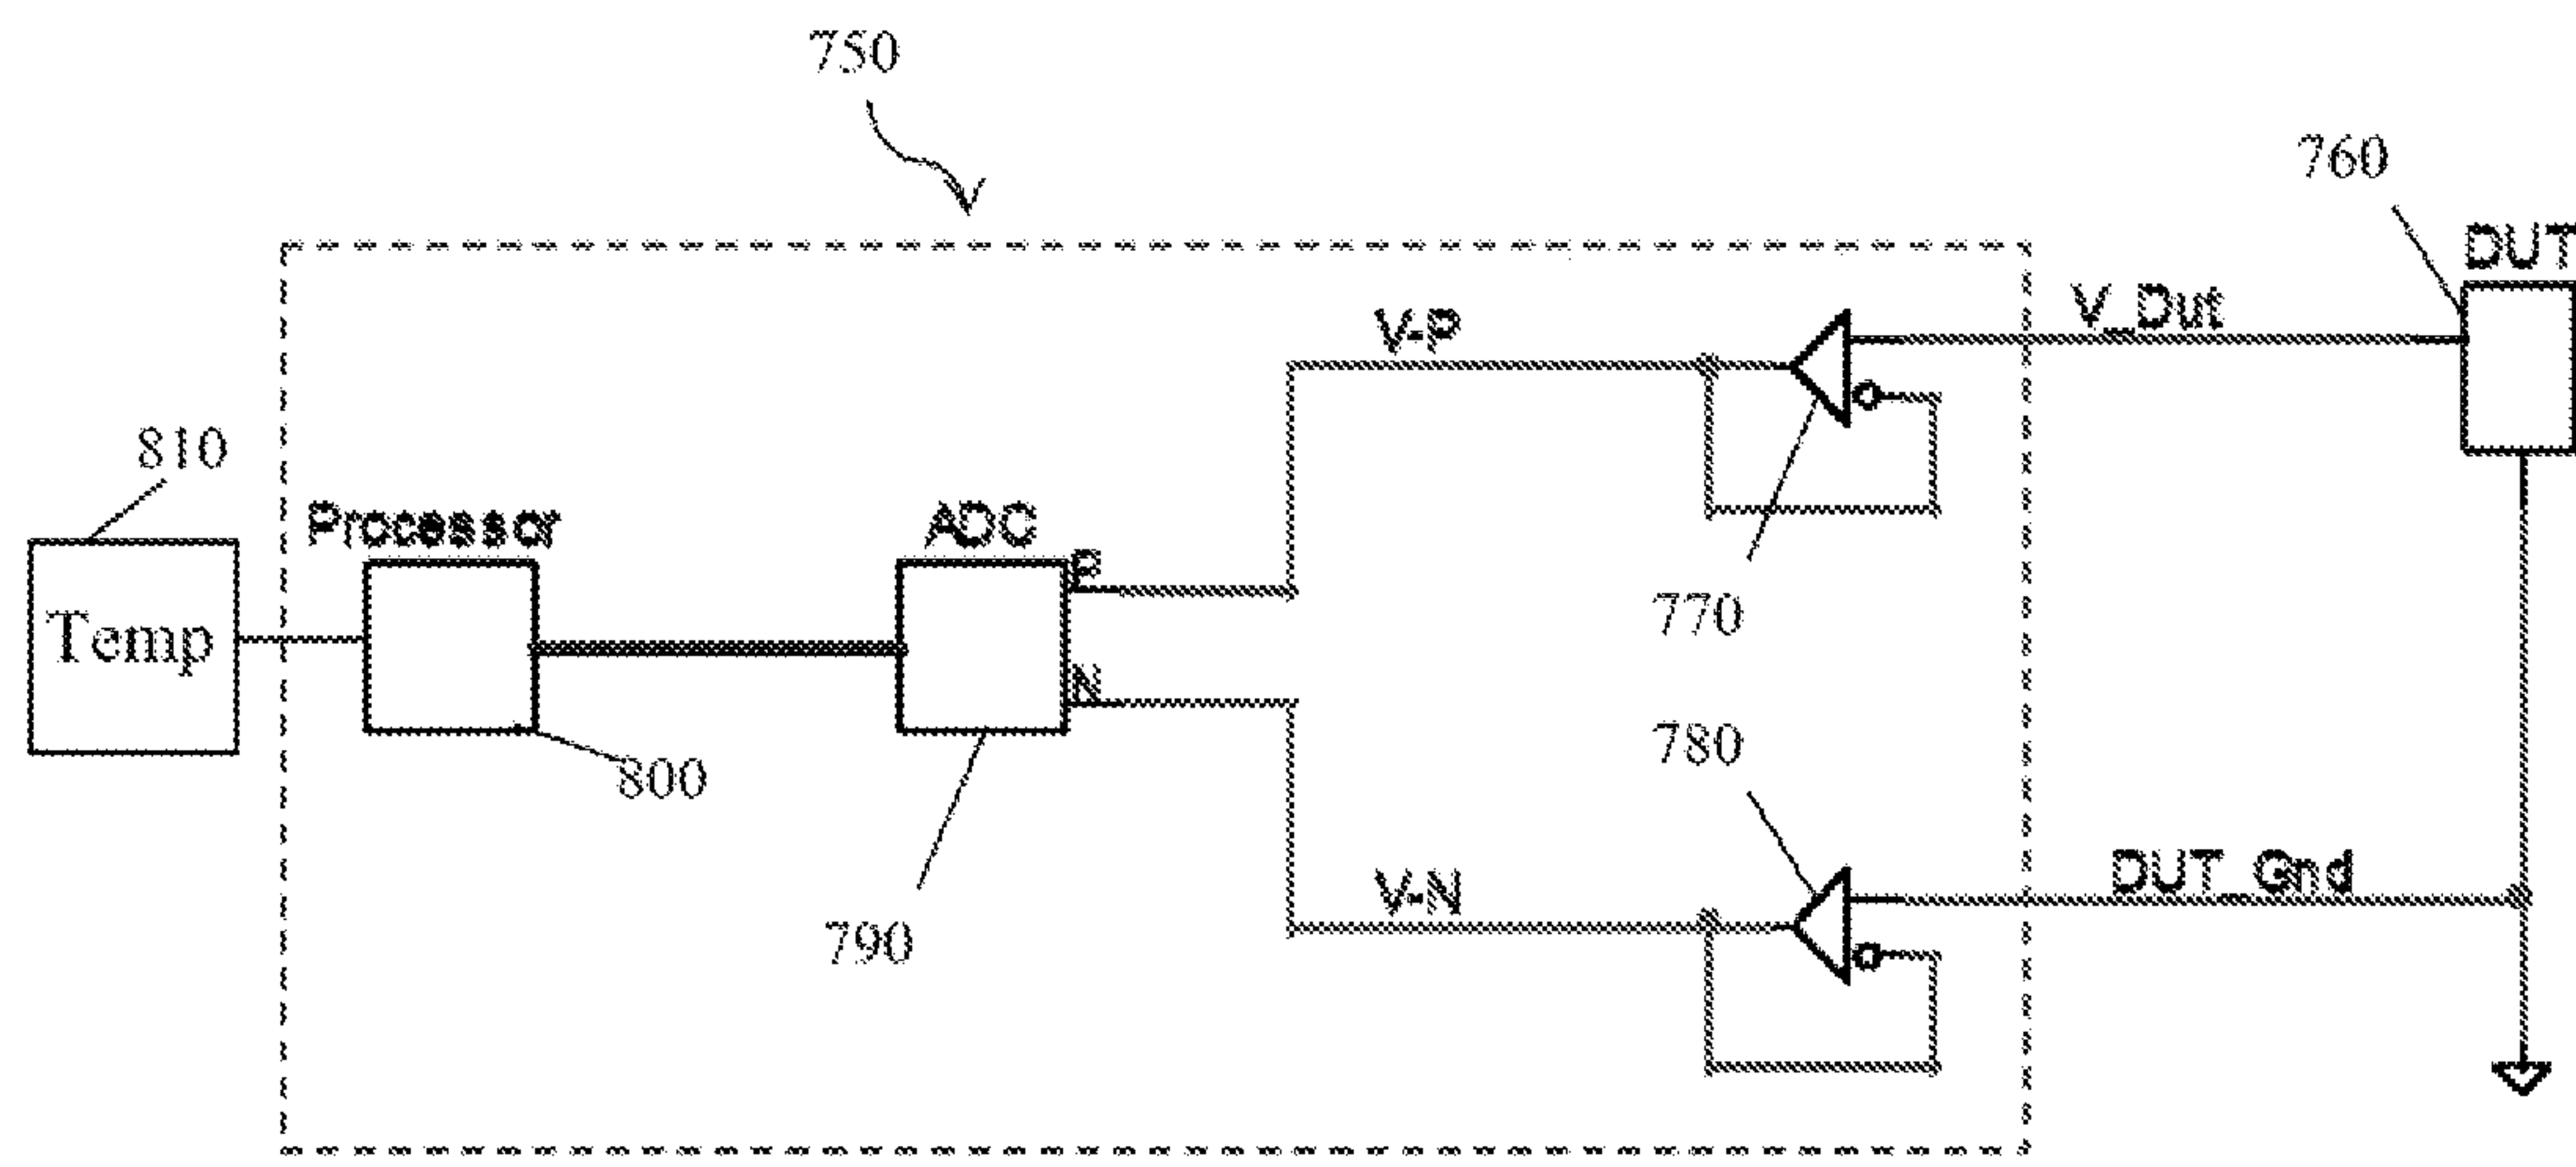 750
760
DUT
V_Dut
V-P
810
Processor
ADC
P
Temp
770
N
780
800
V-N
DUT_Gnd
790